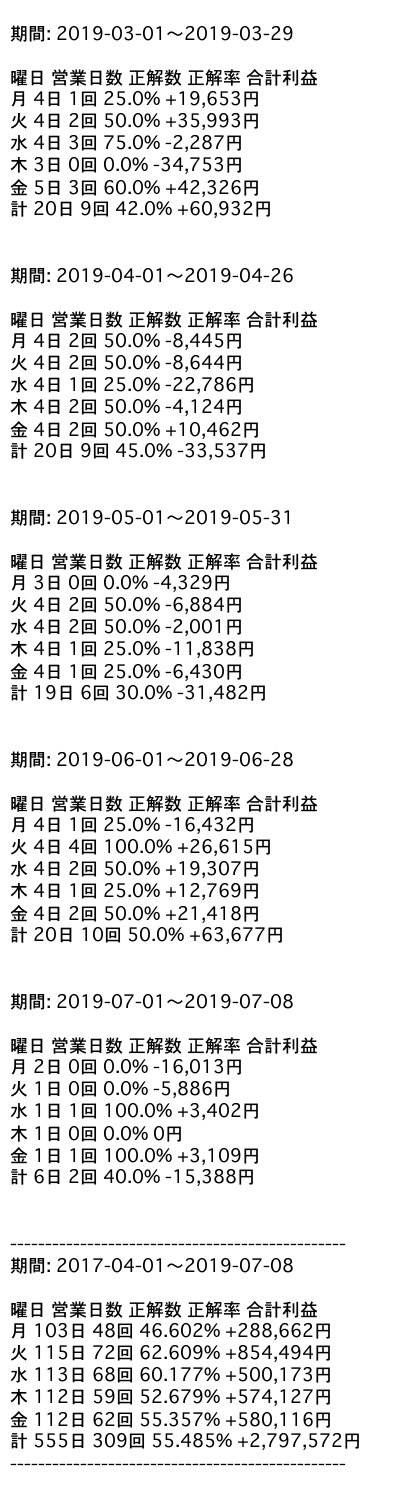 期間: 2019-03-01〜2019-03-29
曜日 営業日数 正解数 正解率 合計利益
月 4日 1回 25.0% +19,653円
火 4日 2回 50.0% +35,993円
水 4日 3回 75.0% -2,287円
木 3日 0回 0.0% -34,753円
金 5日 3回 60.0% +42,326円
計 20日 9回 42.0% +60,932円
期間: 2019-04-01〜2019-04-26
曜日 営業日数 正解数 正解率 合計利益
月 4日 2回 50.0% -8,445円
火 4日 2回 50.0% -8,644円
水 4日 1回 25.0% -22,786円
木 4日 2回 50.0% -4,124円
金 4日 2回 50.0% +10,462円
計 20日 9回 45.0% -33,537円
期間: 2019-05-01〜2019-05-31
曜日 営業日数 正解数 正解率 合計利益
月 3日 0回 0.0% -4,329円
火 4日 2回 50.0% -6,884円
水 4日 2回 50.0% -2,001円
木 4日 1回 25.0% -11,838円
金 4日 1回 25.0% -6,430円
計 19日 6回 30.0% -31,482円
期間: 2019-06-01〜2019-06-28
曜日 営業日数 正解数 正解率 合計利益
月 4日 1回 25.0% -16,432円
火 4日 4回 100.0% +26,615円
水 4日 2回 50.0% +19,307円
木 4日 1回 25.0% +12,769円
金 4日 2回 50.0% +21,418円
計 20日 10回 50.0% +63,677円
期間: 2019-07-01〜2019-07-08
曜日 営業日数 正解数 正解率 合計利益
月 2日 0回 0.0% -16,013円
火 1日 0回 0.0% -5,886円
水 1日 1回 100.0% +3,402円
木 1日 0回 0.0% 0円
金 1日 1回 100.0% +3,109円
計 6日 2回 40.0% -15,388円
------------------------------------------------
期間: 2017-04-01〜2019-07-08
曜日 営業日数 正解数 正解率 合計利益
月 103日 48回 46.602% +288,662円
火 115日 72回 62.609% +854,494円
水 113日 68回 60.177% +500,173円
木 112日 59回 52.679% +574,127円
金 112日 62回 55.357% +580,116円
計 555日 309回 55.485% +2,797,572円
------------------------------------------------